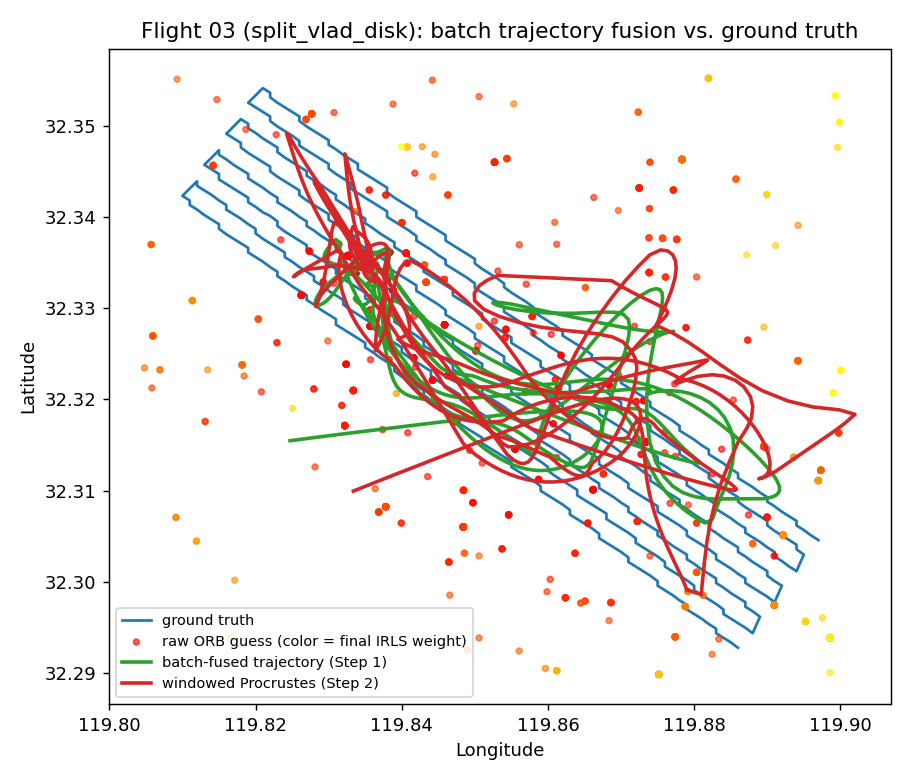 Flight 03 (split_vlad_disk): batch trajectory fusion vs. ground truth
32.35
32.34
32.33
32.32
32.31
32.30
32.29
Latitude
ground truth
raw ORB guess (color = final IRLS weight)
batch-fused trajectory (Step 1)
windowed Procrustes (Step 2)
119.80
119.82
119.84
119.86
119.88
119.90
Longitude